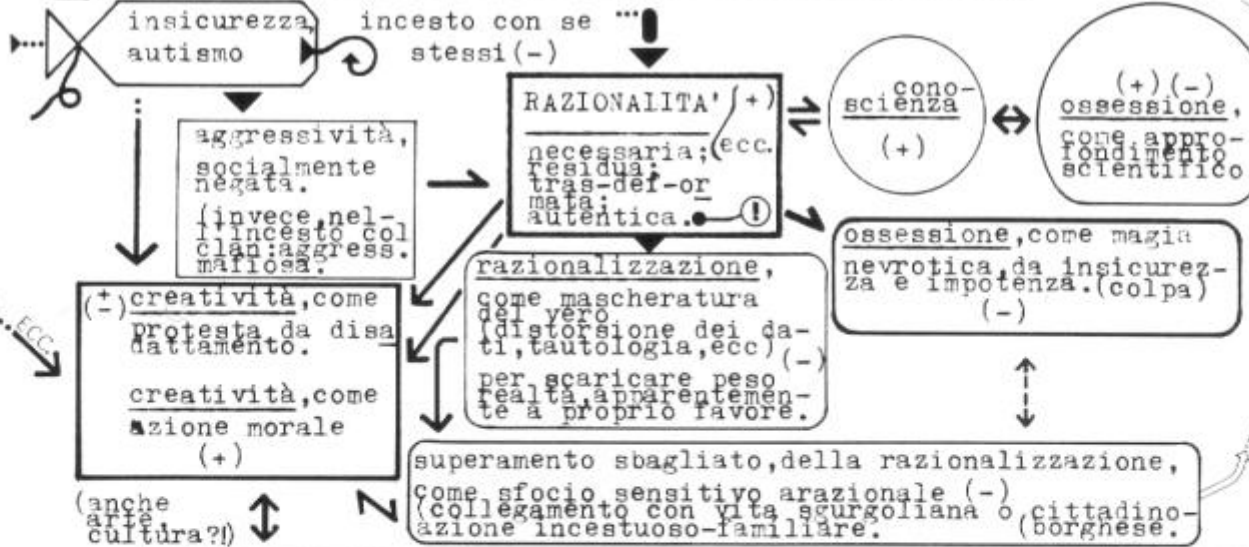 insicurezza,
autismo
incesto con se
stessi(-)
aggressività,
socialmente
negata.
(invece,nel-
l'incesto col
clan:aggress.
mafiosa.
RAZIONALITA' (+)
ecc.
necessaria;
residua;
tras-def-or
mata;
autentica.
!
cono-
scienza
(+)
(+)(-)
ossessione,
come appro-
fondimento
scientifico
ossessione,come magia
nevrotica,da insicurez-
za e impotenza.(colpa)
(-)
razionalizzazione,
come mascheratura
del vero
(distorsione dei da-
ti,tautologia,ecc)
(-)
per scaricare peso
realtà,apparentemen-
te a proprio favore.
ECC.
(±) creatività,come
protesta da disa
dattamento.
creatività,come
azione morale
(+)
(anche
arte,
cultura?!)
superamento sbagliato,della razionalizzazione,
come sfocio sensitivo arazionale (-)
(collegamento con vita sgurgoliana o cittadino-
azione incestuoso-familiare. (borghese.